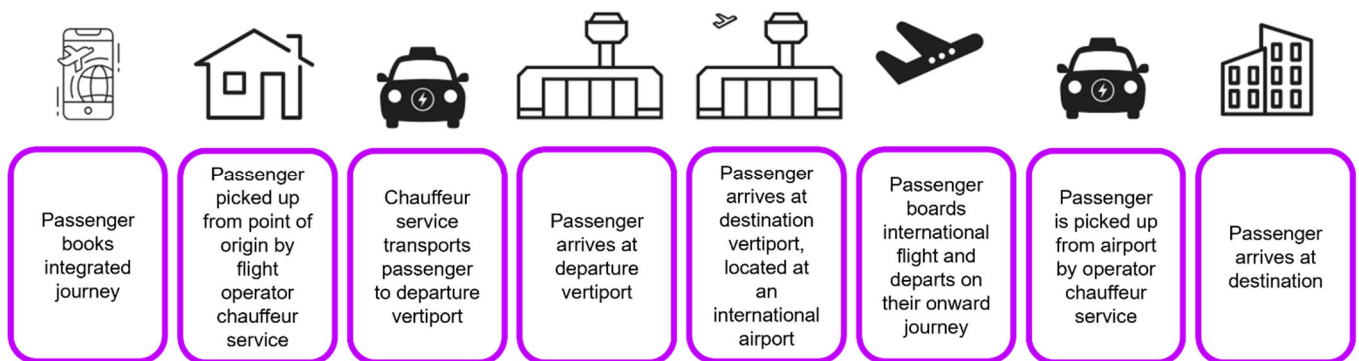 Passenger
books
integrated
journey
Passenger
picked up
from point of
origin by
flight
operator
chauffeur
service
Chauffeur
service
transports
passenger
to departure
vertiport
Passenger
arrives at
departure
vertiport
Passenger
arrives at
destination
vertiport,
located at
an
international
airport
Passenger
boards
international
flight and
departs on
their onward
journey
Passenger
is picked up
from airport
by operator
chauffeur
service
Passenger
arrives at
destination